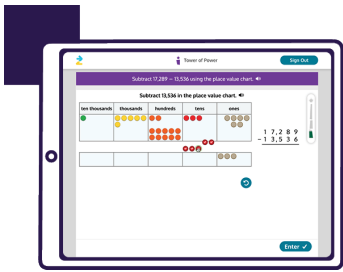 Tower of Power
Sign Out
Subtract 17,289 − 13,536 using the place value chart.
Subtract 13,536 in the place value chart.
ten thousands thousands hundreds tens ones
1 7, 2 8 9
− 1 3, 5 3 6
Enter ✓